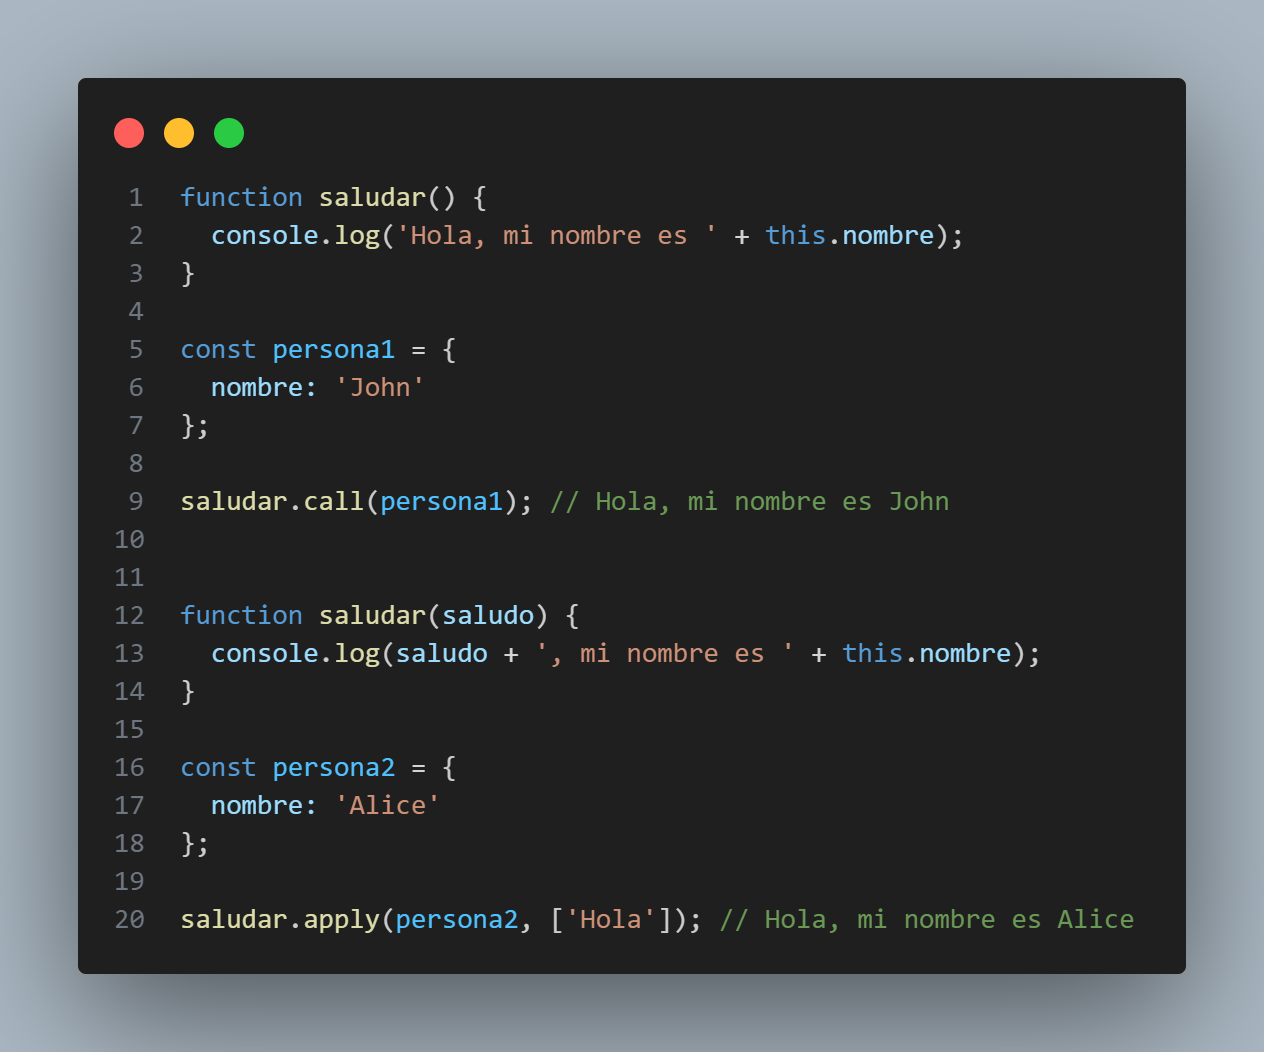 1 function saludar() {
2   console.log('Hola, mi nombre es ' + this.nombre);
3 }
4
5 const persona1 = {
6   nombre: 'John'
7 };
8
9 saludar.call(persona1); // Hola, mi nombre es John
10
11
12 function saludar(saludo) {
13   console.log(saludo + ', mi nombre es ' + this.nombre);
14 }
15
16 const persona2 = {
17   nombre: 'Alice'
18 };
19
20 saludar.apply(persona2, ['Hola']); // Hola, mi nombre es Alice